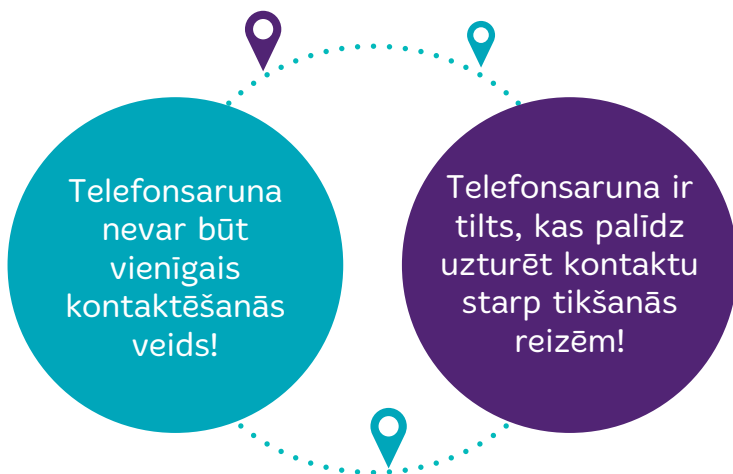 Telefonsaruna
nevar būt
vienīgais
kontaktēšanās
veids!
Telefonsaruna ir
tilts, kas palīdz
uzturēt kontaktu
starp tikšanās
reizēm!